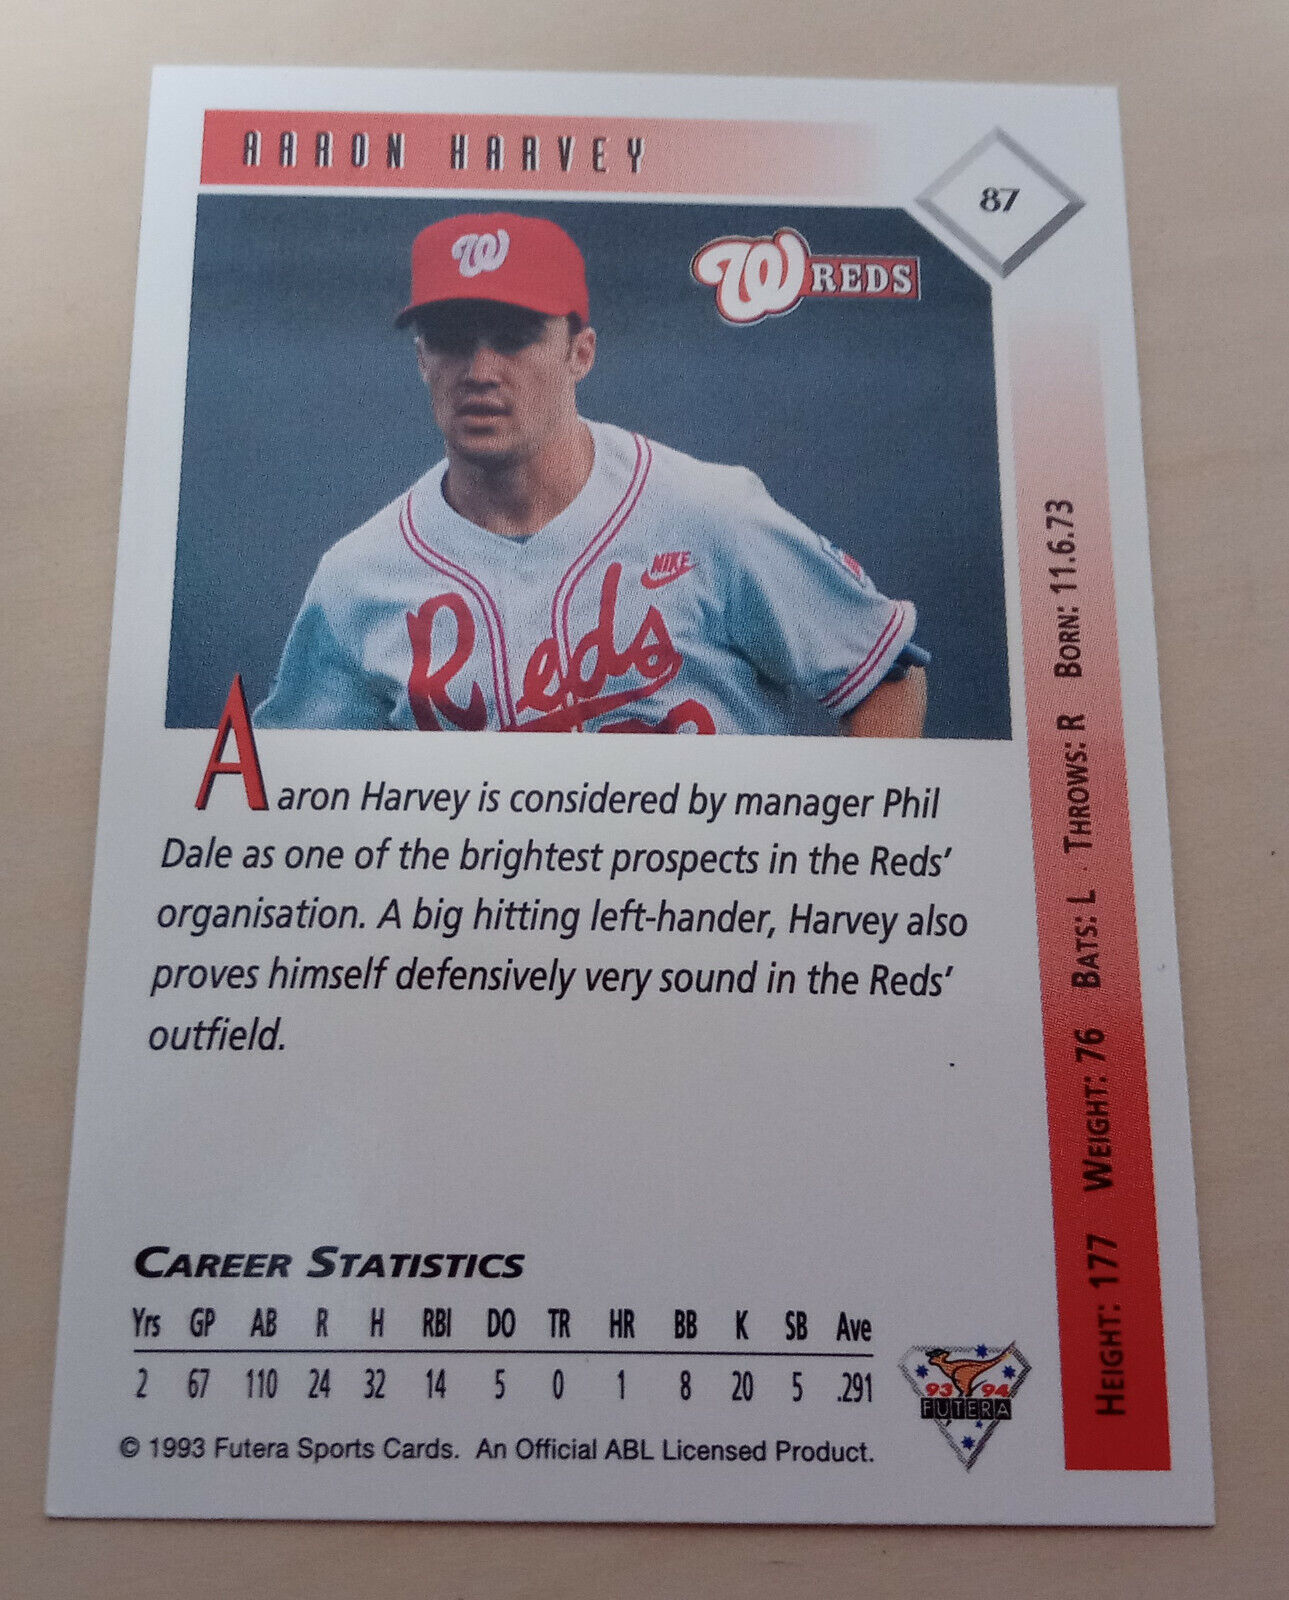 AARON HARVEY
87
W
W REDS
NIKE
Reds
Aaron Harvey is considered by manager Phil
Dale as one of the brightest prospects in the Reds'
organisation. A big hitting left-hander, Harvey also
proves himself defensively very sound in the Reds'
outfield.
HEIGHT: 177 WEIGHT: 76 BATS: L THROWS: R BORN: 11.6.73
CAREER STATISTICS
Yrs GP AB R H RBI DO TR HR BB K SB Ave
2 67 110 24 32 14 5 0 1 8 20 5 .291
93 94
FUTERA
© 1993 Futera Sports Cards. An Official ABL Licensed Product.